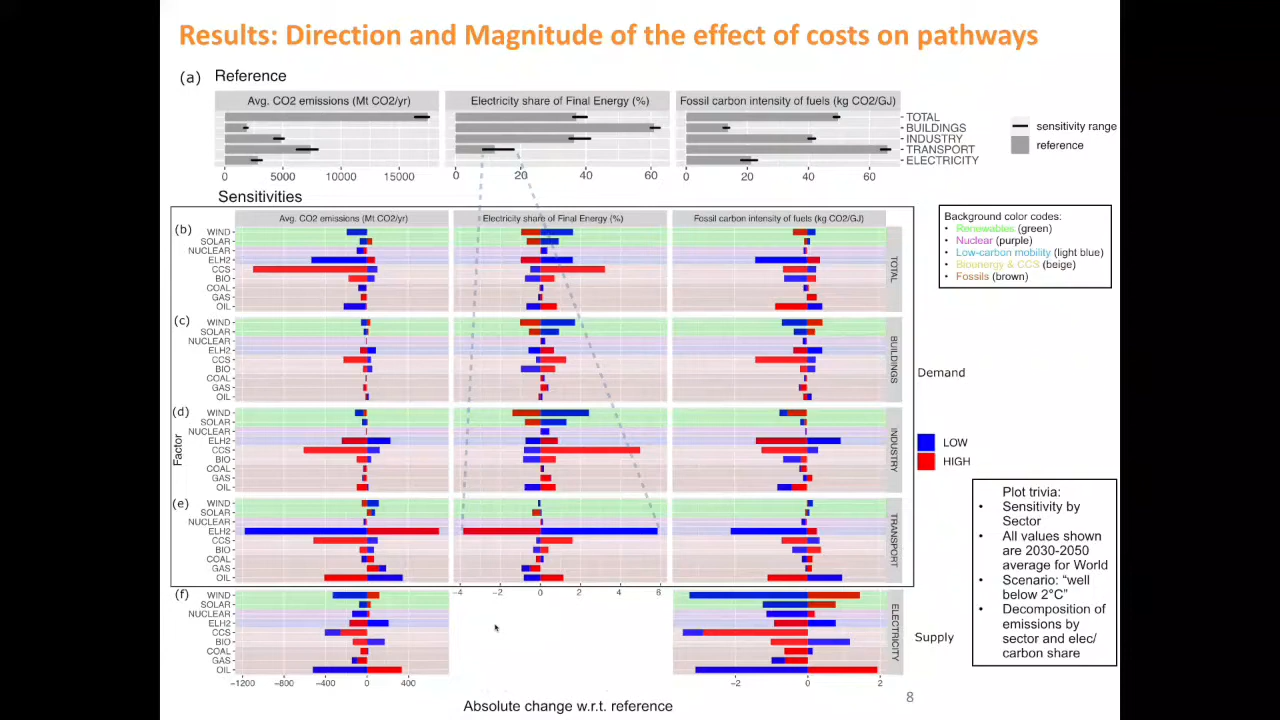 Results: Direction and Magnitude of the effect of costs on pathways
(a) Reference
Avg. CO2 emissions (Mt CO2/yr)
Electricity share of Final Energy (%)
Fossil carbon intensity of fuels (kg CO2/GJ)
TOTAL
BUILDINGS
INDUSTRY
TRANSPORT
ELECTRICITY
sensitivity range
reference
0 5000 10000 15000
0 20 40 60
0 20 40 60
Sensitivities
Avg. CO2 emissions (Mt CO2/yr)
Electricity share of Final Energy (%)
Fossil carbon intensity of fuels (kg CO2/GJ)
Background color codes:
• Renewables (green)
• Nuclear (purple)
• Low-carbon mobility (light blue)
• Bioenergy & CCS (beige)
• Fossils (brown)
(b)
WIND
SOLAR
NUCLEAR
ELH2
CCS
BIO
COAL
GAS
OIL
TOTAL
(c)
WIND
SOLAR
NUCLEAR
ELH2
CCS
BIO
COAL
GAS
OIL
BUILDINGS
Demand
(d)
WIND
SOLAR
NUCLEAR
ELH2
CCS
BIO
COAL
GAS
OIL
INDUSTRY
Factor
LOW
HIGH
(e)
WIND
SOLAR
NUCLEAR
ELH2
CCS
BIO
COAL
GAS
OIL
TRANSPORT
−4 −2 0 2 4 6
Plot trivia:
• Sensitivity by
Sector
• All values shown
are 2030-2050
average for World
• Scenario: “well
below 2°C”
• Decomposition of
emissions by
sector and elec/
carbon share
(f)
WIND
SOLAR
NUCLEAR
ELH2
CCS
BIO
COAL
GAS
OIL
ELECTRICITY
Supply
−1200 −800 −400 0 400
−2 0 2
Absolute change w.r.t. reference
8